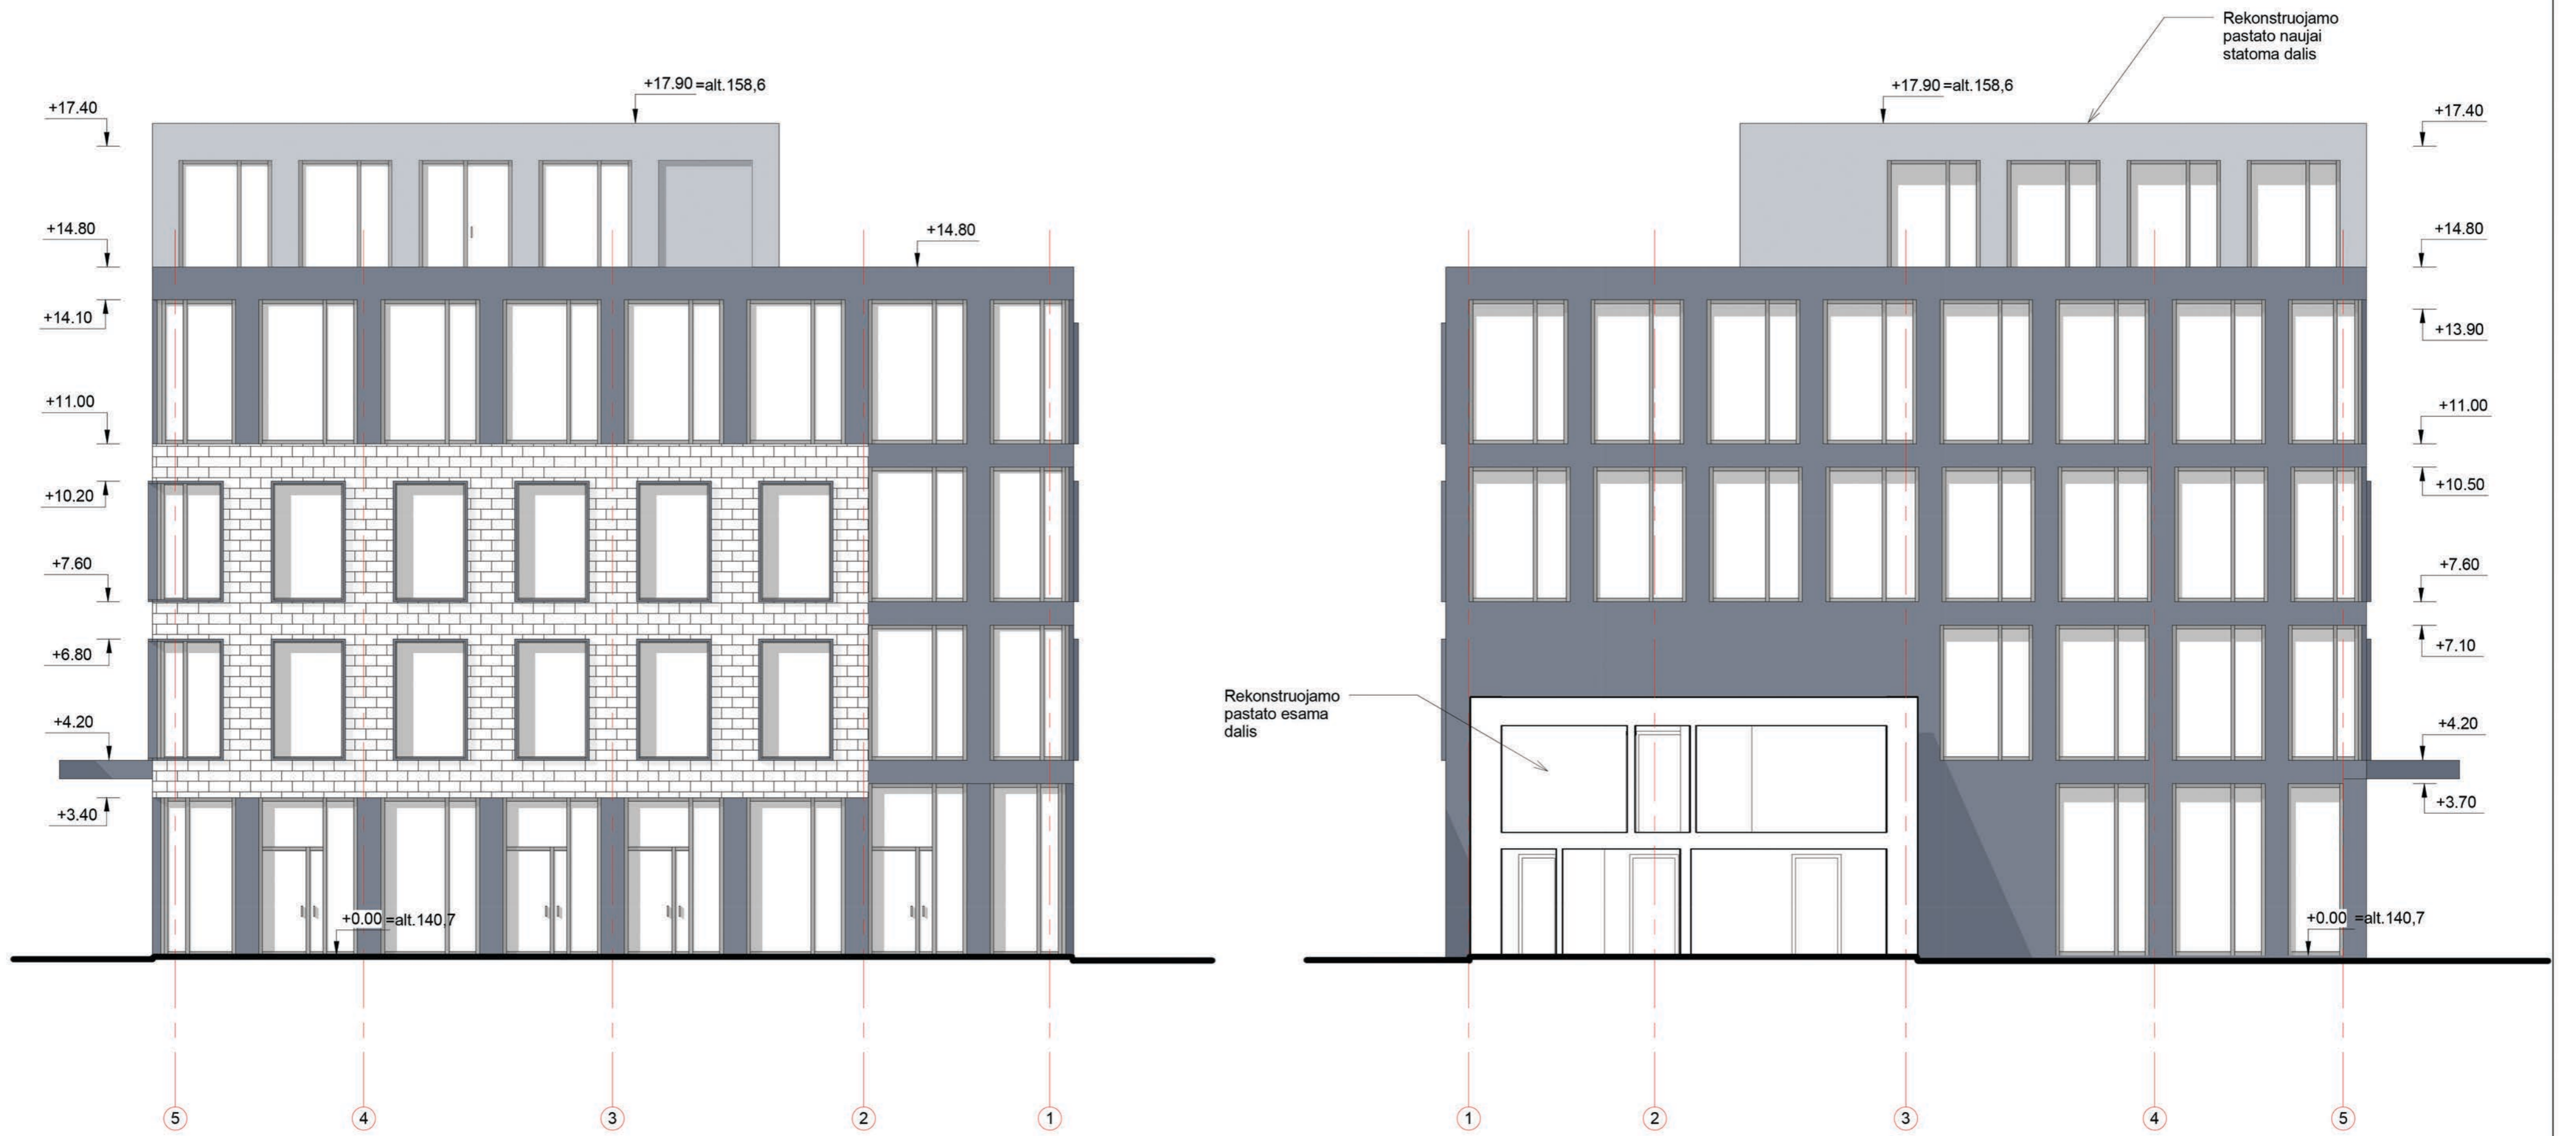 +17.90 =alt.158,6
+17.40
+14.80
+14.80
+14.10
+11.00
+10.20
+7.60
+6.80
+4.20
+3.40
+0.00 =alt.140,7
5
4
3
2
1
Rekonstruojamo
pastato naujai
statoma dalis
+17.90 =alt.158,6
+17.40
+14.80
+13.90
+11.00
+10.50
+7.60
+7.10
Rekonstruojamo
pastato esama
dalis
+4.20
+3.70
+0.00 =alt.140,7
1
2
3
4
5